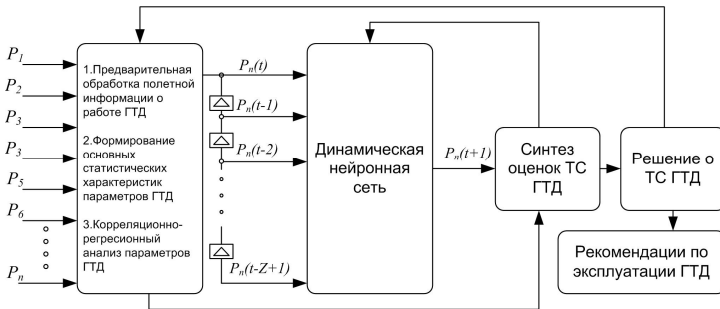 P1
P2
P3
P3
P5
P6
Pn
1.Предварительная
обработка полетной
информации о
работе ГТД
2.Формирование
основных
статистических
характеристик
параметров ГТД
3.Корреляционно-
регресионный
анализ параметров
ГТД
Pn(t)
Pn(t-1)
Pn(t-2)
Pn(t-Z+1)
Динамическая
нейронная
сеть
Pn(t+1)
Синтез
оценок ТС
ГТД
Решение о
ТС ГТД
Рекомендации по
эксплуатации ГТД